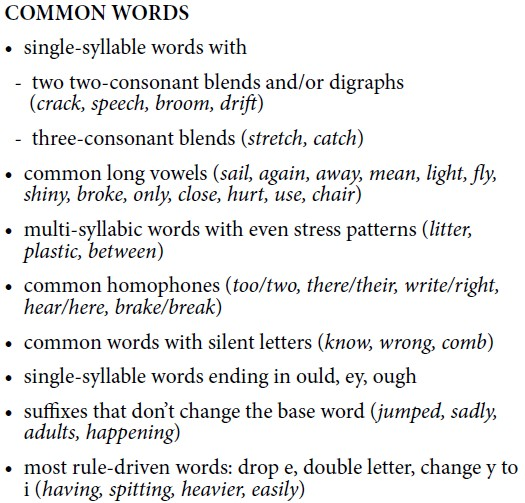 COMMON WORDS
• single-syllable words with
- two two-consonant blends and/or digraphs
(crack, speech, broom, drift)
- three-consonant blends (stretch, catch)
• common long vowels (sail, again, away, mean, light, fly,
shiny, broke, only, close, hurt, use, chair)
• multi-syllabic words with even stress patterns (litter,
plastic, between)
• common homophones (too/two, there/their, write/right,
hear/here, brake/break)
• common words with silent letters (know, wrong, comb)
• single-syllable words ending in ould, ey, ough
• suffixes that don’t change the base word (jumped, sadly,
adults, happening)
• most rule-driven words: drop e, double letter, change y to
i (having, spitting, heavier, easily)